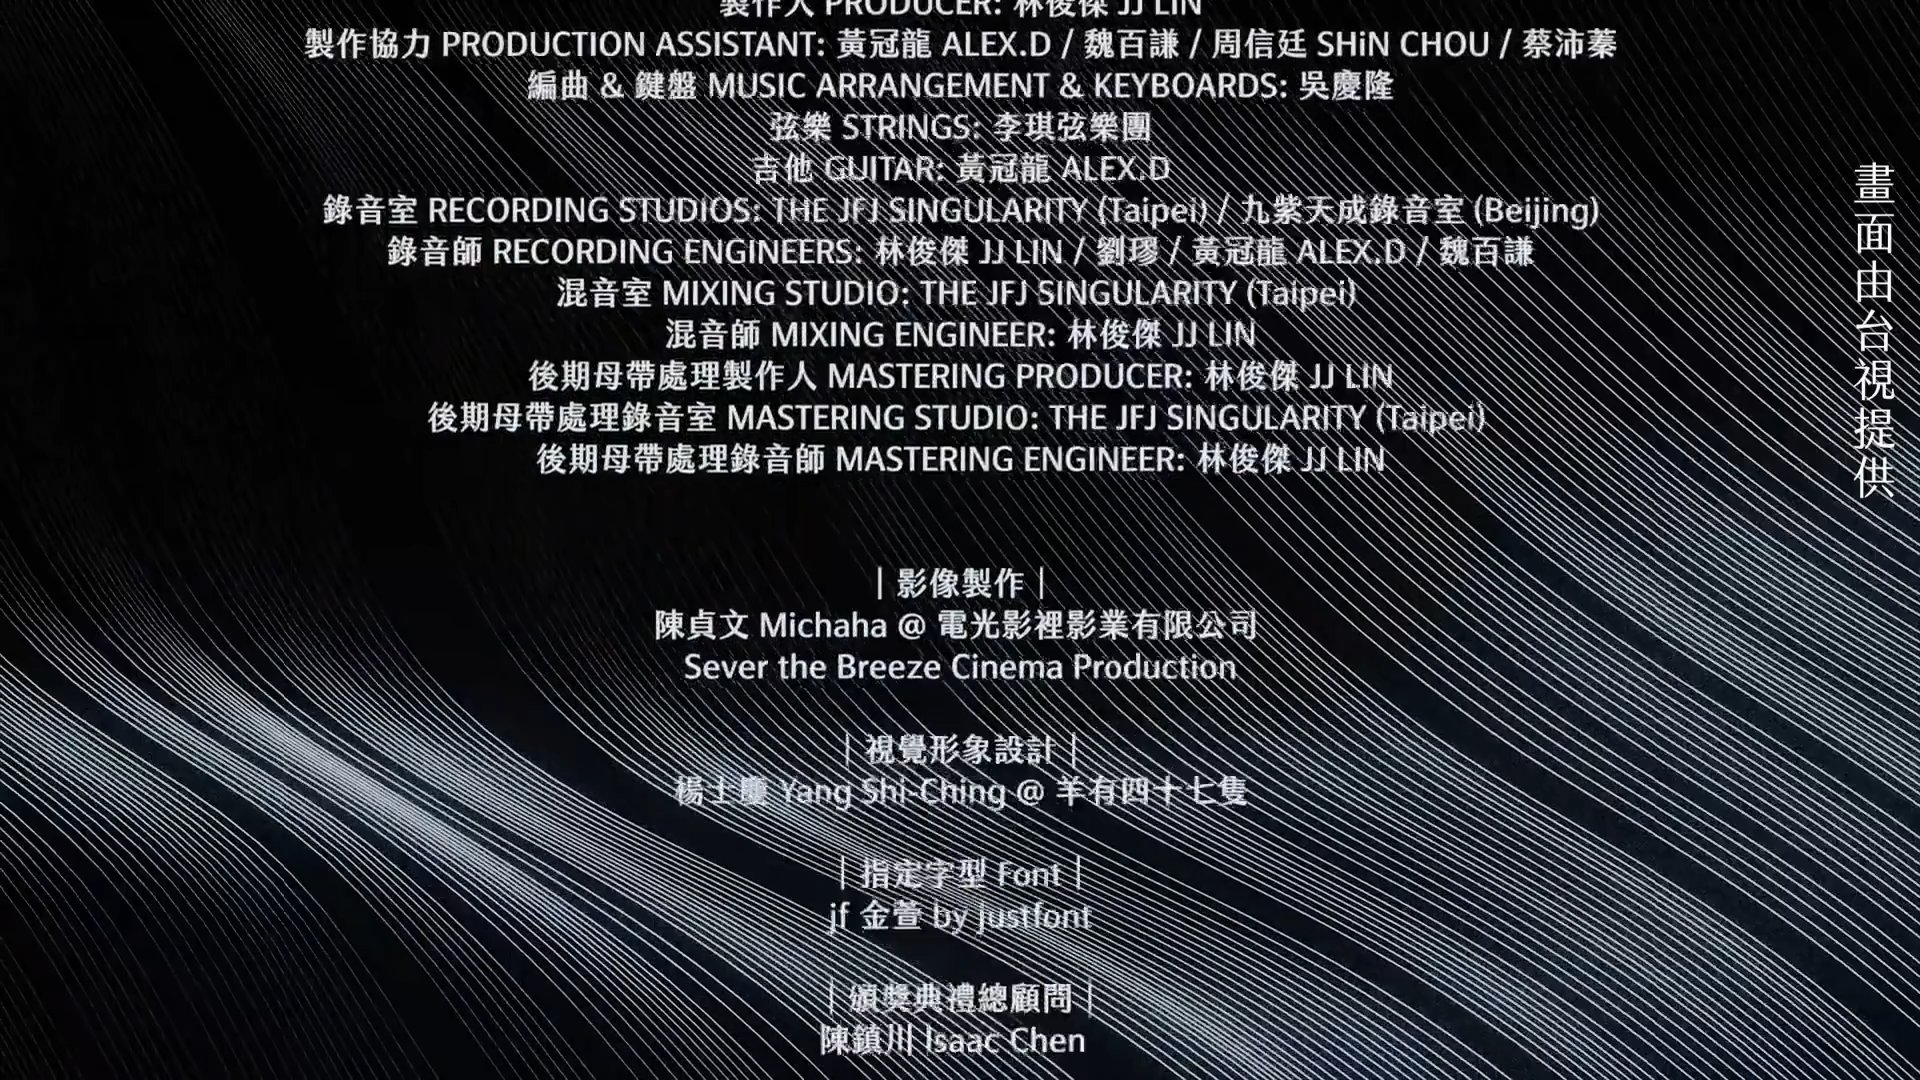 製作人 PRODUCER: 林俊傑 JJ LIN
製作協力 PRODUCTION ASSISTANT: 黃冠龍 ALEX.D / 魏百謙 / 周信廷 SHiN CHOU / 蔡沛蓁
編曲 & 鍵盤 MUSIC ARRANGEMENT & KEYBOARDS: 吳慶隆
弦樂 STRINGS: 李琪弦樂團
吉他 GUITAR: 黃冠龍 ALEX.D
錄音室 RECORDING STUDIOS: THE JFJ SINGULARITY (Taipei) / 九紫天成錄音室 (Beijing)
錄音師 RECORDING ENGINEERS: 林俊傑 JJ LIN / 劉璆 / 黃冠龍 ALEX.D / 魏百謙
混音室 MIXING STUDIO: THE JFJ SINGULARITY (Taipei)
混音師 MIXING ENGINEER: 林俊傑 JJ LIN
後期母帶處理製作人 MASTERING PRODUCER: 林俊傑 JJ LIN
後期母帶處理錄音室 MASTERING STUDIO: THE JFJ SINGULARITY (Taipei)
後期母帶處理錄音師 MASTERING ENGINEER: 林俊傑 JJ LIN
｜影像製作｜
陳貞文 Michaha @ 電光影裡影業有限公司
Sever the Breeze Cinema Production
｜視覺形象設計｜
楊士慶 Yang Shi-Ching @ 羊有四十七隻
｜指定字型 Font｜
jf 金萱 by justfont
｜頒獎典禮總顧問｜
陳鎮川 Isaac Chen
畫面由台視提供